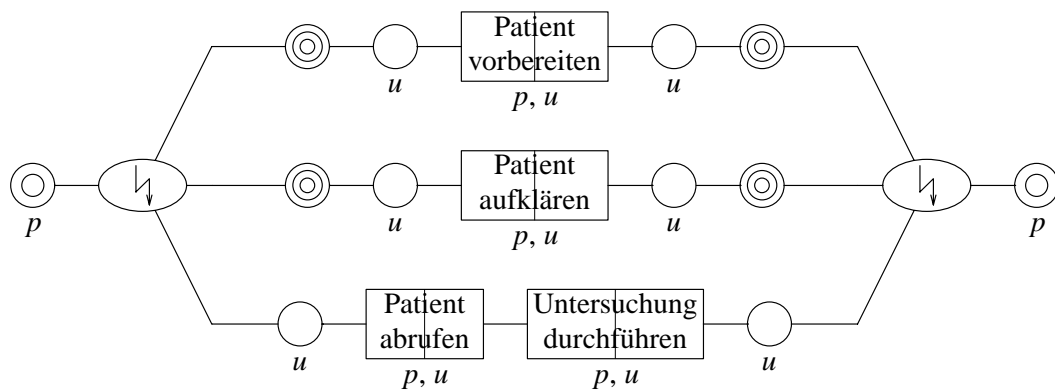 Patient
vorbereiten
u
u
p, u
Patient
aufklären
p
u
u
p
p, u
Patient
abrufen
Untersuchung
durchführen
u
u
p, u
p, u